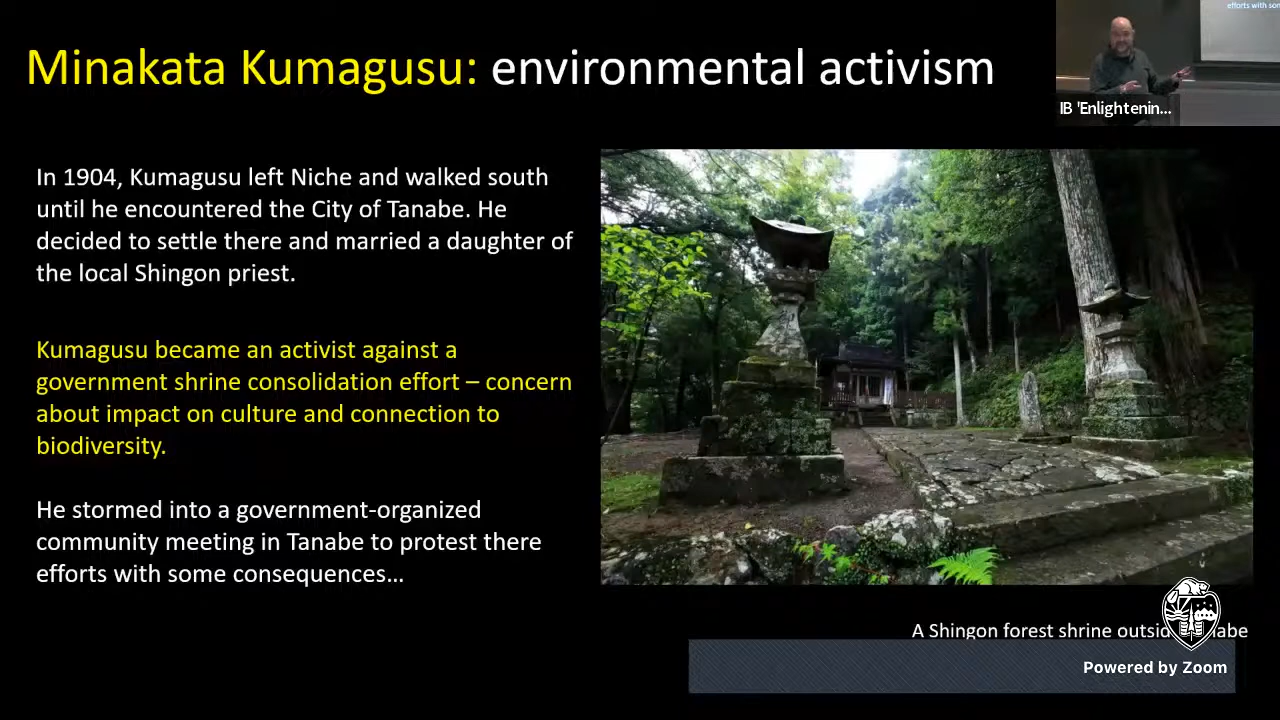 Minakata Kumagusu: environmental activism
efforts with son
IB 'Enlightenin...
In 1904, Kumagusu left Niche and walked south
until he encountered the City of Tanabe. He
decided to settle there and married a daughter of
the local Shingon priest.
Kumagusu became an activist against a
government shrine consolidation effort – concern
about impact on culture and connection to
biodiversity.
He stormed into a government-organized
community meeting in Tanabe to protest there
efforts with some consequences...
A Shingon forest shrine
Powered by Zoom